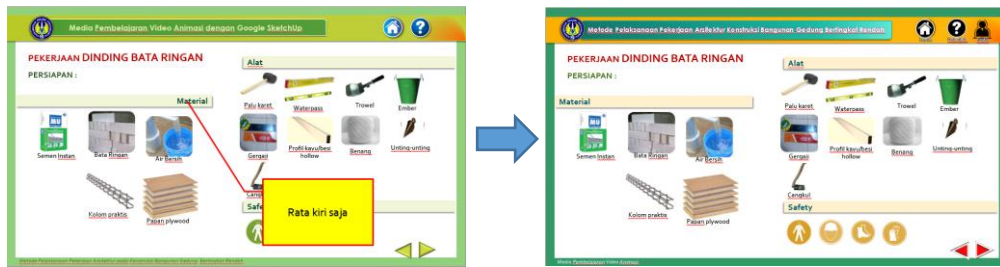 Media Pembelajaran Video Animasi dengan Google SketchUp
?
PEKERJAAN DINDING BATA RINGAN
PERSIAPAN :
Material
Semen Instan
Bata Ringan
Air Bersih
Kolom praktis
Papan plywood
Alat
Palu karet
Waterpass
Trowel
Ember
Gergaji
Profil kayu/besi
hollow
Benang
Unting-unting
Rata kiri saja
Metode Pelaksanaan Pekerjaan Arsitektur Konstruksi Bangunan Gedung Bertingkat Rendah
?
PEKERJAAN DINDING BATA RINGAN
PERSIAPAN :
Material
Semen Instan
Bata Ringan
Air Bersih
Kolom praktis
Papan plywood
Alat
Palu karet
Waterpass
Trowel
Ember
Gergaji
Profil kayu/besi
hollow
Benang
Unting-unting
Cangkul
Safety
Media Pembelajaran Video Animasi